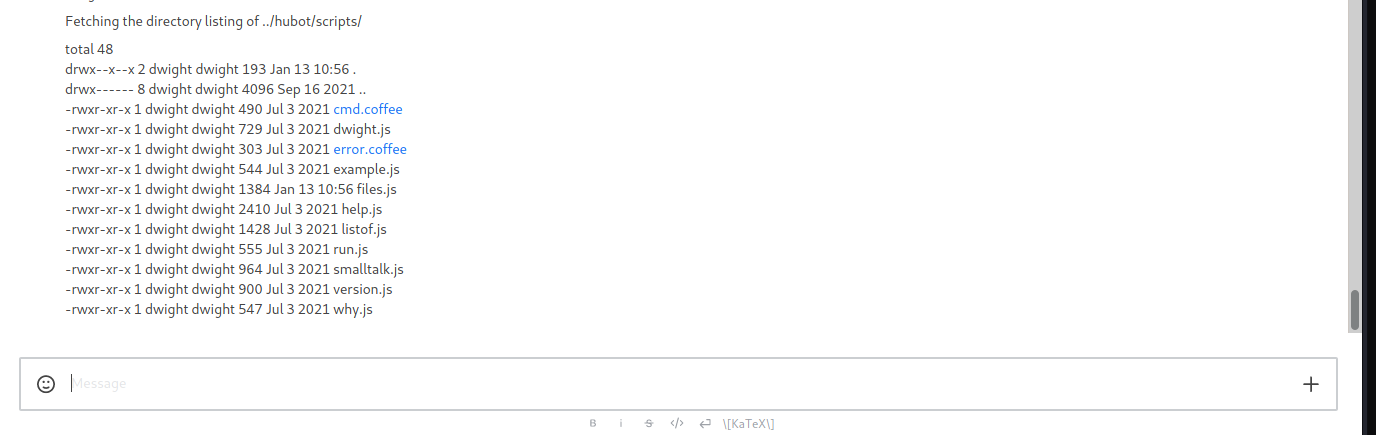 Fetching the directory listing of ../hubot/scripts/
total 48
drwx--x--x 2 dwight dwight 193 Jan 13 10:56 .
drwx------ 8 dwight dwight 4096 Sep 16 2021 ..
-rwxr-xr-x 1 dwight dwight 490 Jul 3 2021 cmd.coffee
-rwxr-xr-x 1 dwight dwight 729 Jul 3 2021 dwight.js
-rwxr-xr-x 1 dwight dwight 303 Jul 3 2021 error.coffee
-rwxr-xr-x 1 dwight dwight 544 Jul 3 2021 example.js
-rwxr-xr-x 1 dwight dwight 1384 Jan 13 10:56 files.js
-rwxr-xr-x 1 dwight dwight 2410 Jul 3 2021 help.js
-rwxr-xr-x 1 dwight dwight 1428 Jul 3 2021 listof.js
-rwxr-xr-x 1 dwight dwight 555 Jul 3 2021 run.js
-rwxr-xr-x 1 dwight dwight 964 Jul 3 2021 smalltalk.js
-rwxr-xr-x 1 dwight dwight 900 Jul 3 2021 version.js
-rwxr-xr-x 1 dwight dwight 547 Jul 3 2021 why.js
Message
B i S </> \[KaTeX\]